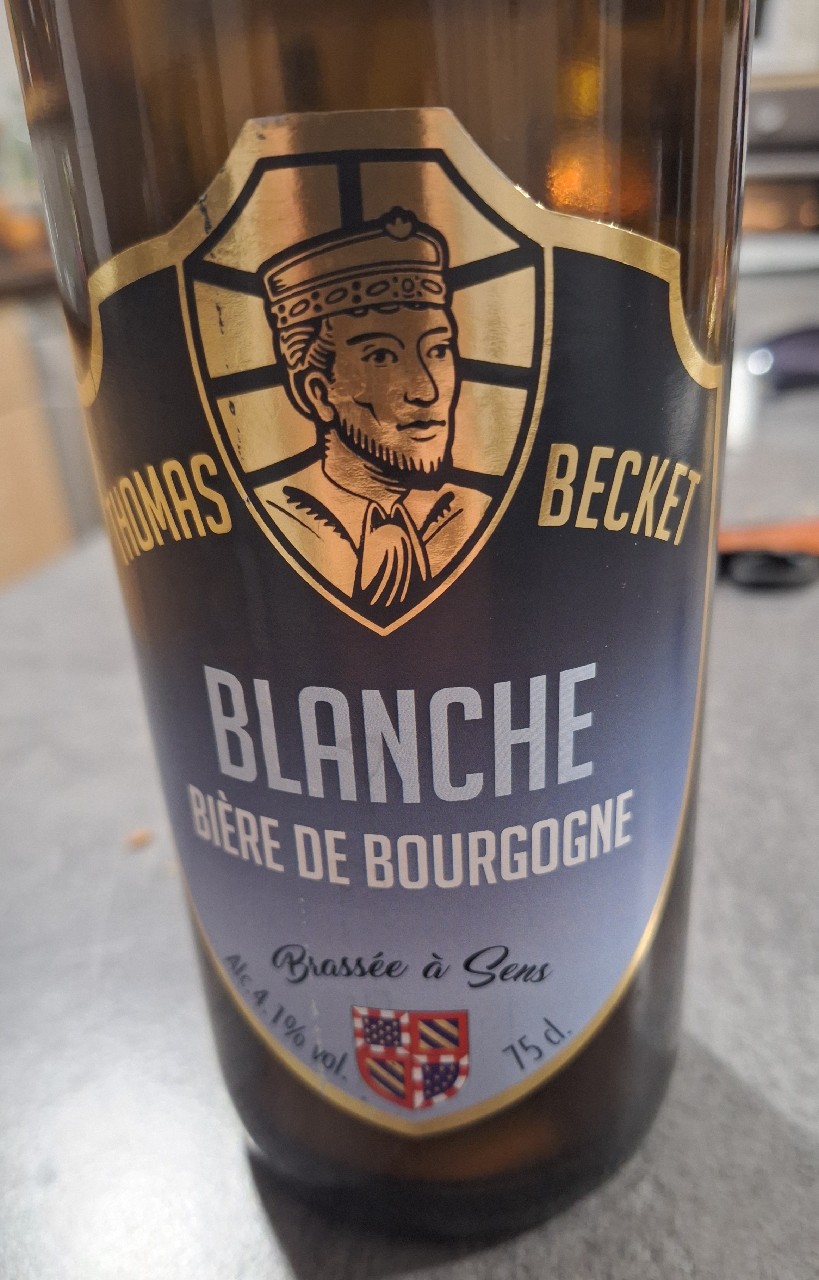 THOMAS BECKET
BLANCHE
BIÈRE DE BOURGOGNE
Brassée à Sens
Alc. 4.1% vol.
75 cl.